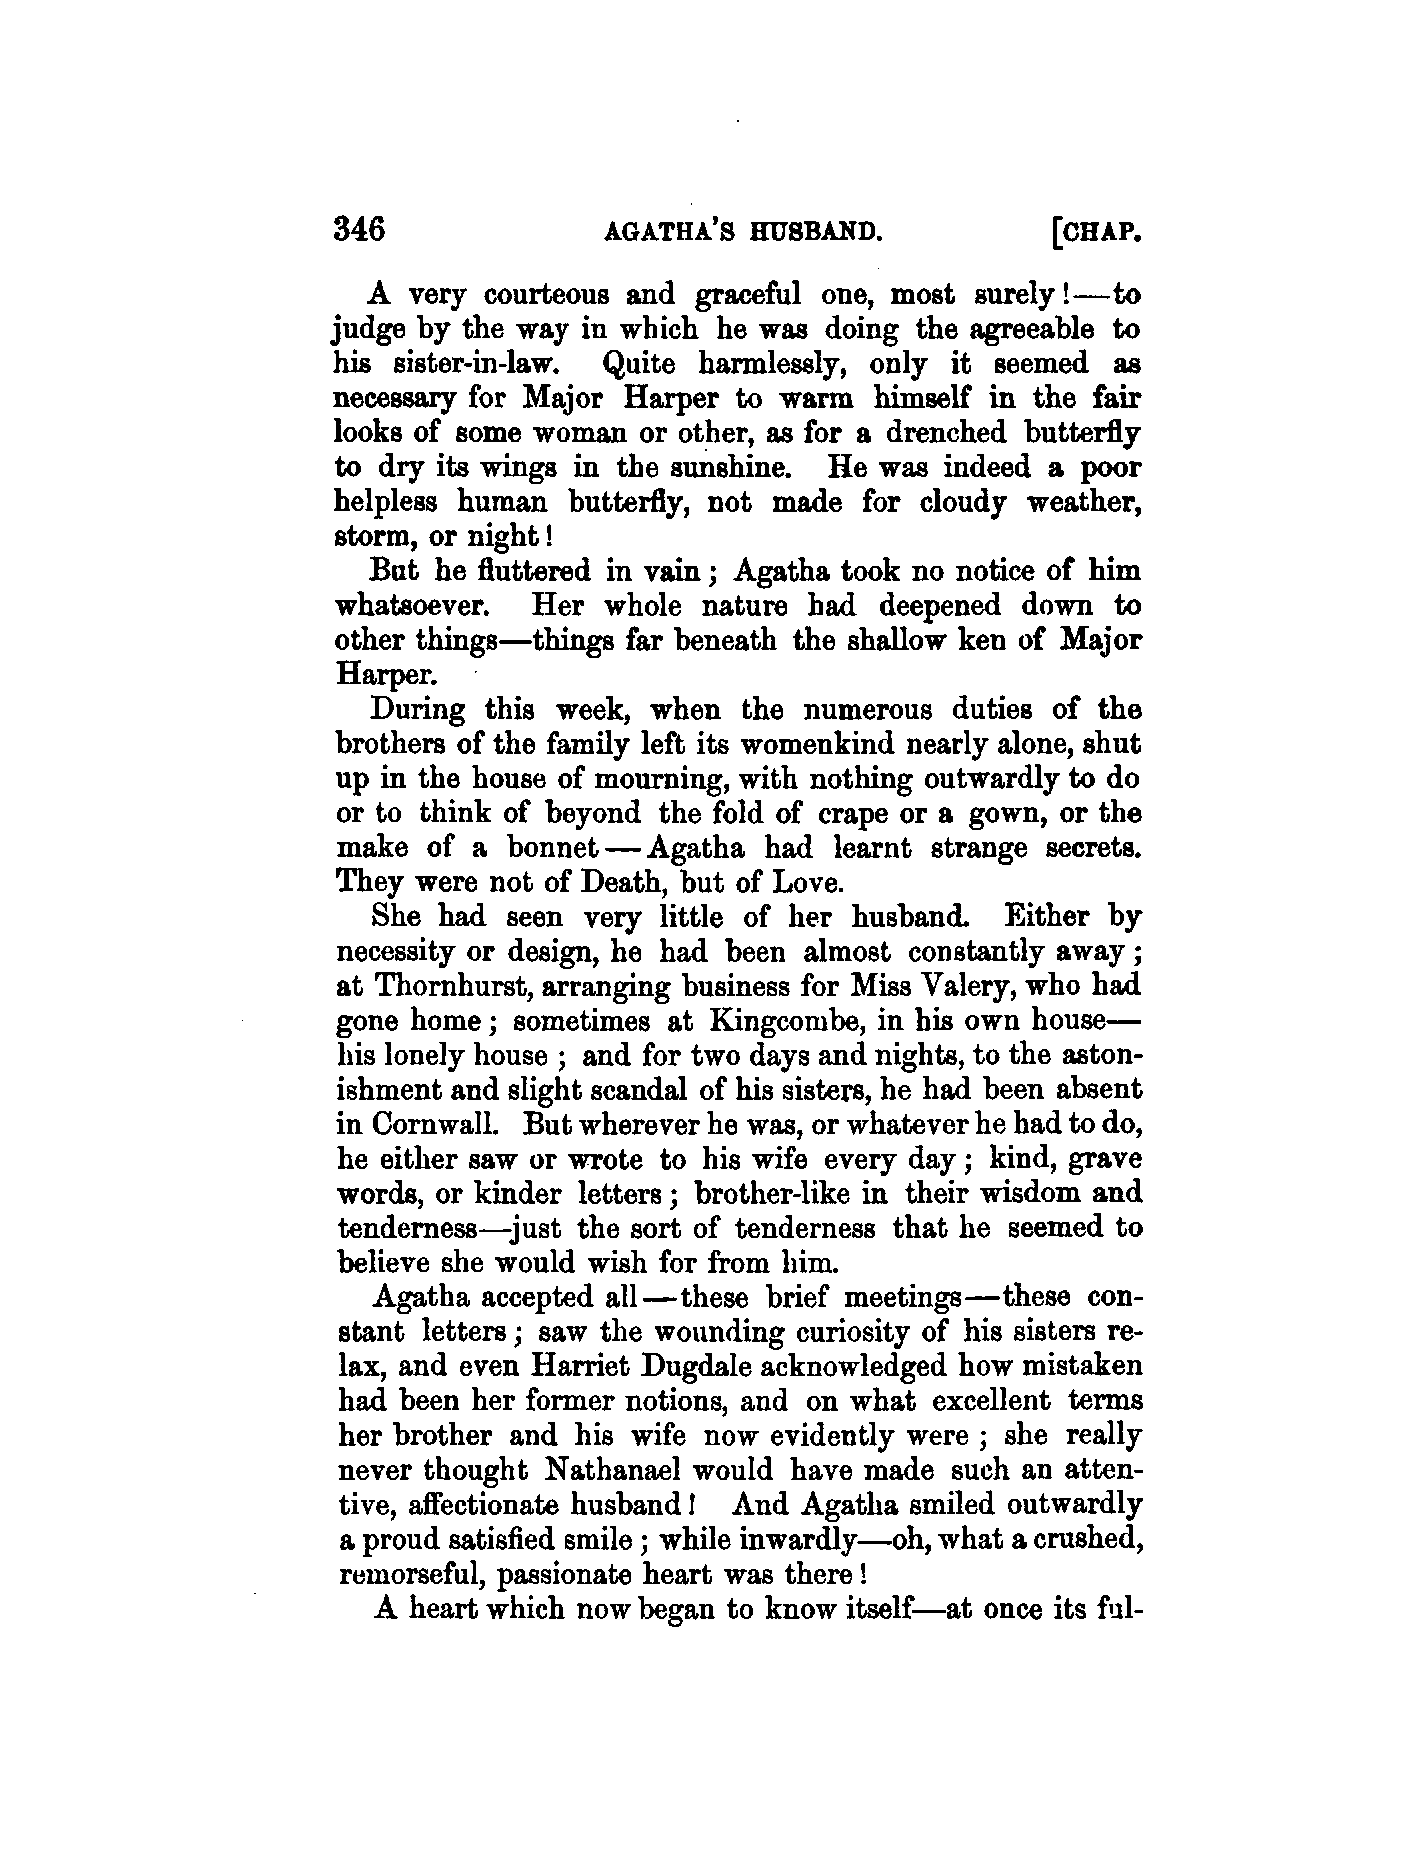 346 AGATHA'S HUSBAND. [CHAP.
A very courteous and graceful one, most surely!—to
judge by the way in which he was doing the agreeable to
his sister-in-law. Quite harmlessly, only it seemed as
necessary for Major Harper to warm himself in the fair
looks of some woman or other, as for a drenched butterfly
to dry its wings in the sunshine. He was indeed a poor
helpless human butterfly, not made for cloudy weather,
storm, or night!
But he fluttered in vain; Agatha took no notice of him
whatsoever. Her whole nature had deepened down to
other things—things far beneath the shallow ken of Major
Harper.
During this week, when the numerous duties of the
brothers of the family left its womenkind nearly alone, shut
up in the house of mourning, with nothing outwardly to do
or to think of beyond the fold of crape or a gown, or the
make of a bonnet—Agatha had learnt strange secrets.
They were not of Death, but of Love.
She had seen very little of her husband. Either by
necessity or design, he had been almost constantly away;
at Thornhurst, arranging business for Miss Valery, who had
gone home; sometimes at Kingcombe, in his own house—
his lonely house; and for two days and nights, to the aston-
ishment and slight scandal of his sisters, he had been absent
in Cornwall. But wherever he was, or whatever he had to do,
he either saw or wrote to his wife every day; kind, grave
words, or kinder letters; brother-like in their wisdom and
tenderness—just the sort of tenderness that he seemed to
believe she would wish for from him.
Agatha accepted all—these brief meetings—these con-
stant letters; saw the wounding curiosity of his sisters re-
lax, and even Harriet Dugdale acknowledged how mistaken
had been her former notions, and on what excellent terms
her brother and his wife now evidently were; she really
never thought Nathanael would have made such an atten-
tive, affectionate husband! And Agatha smiled outwardly
a proud satisfied smile; while inwardly—oh, what a crushed,
remorseful, passionate heart was there!
A heart which now began to know itself—at once its ful-